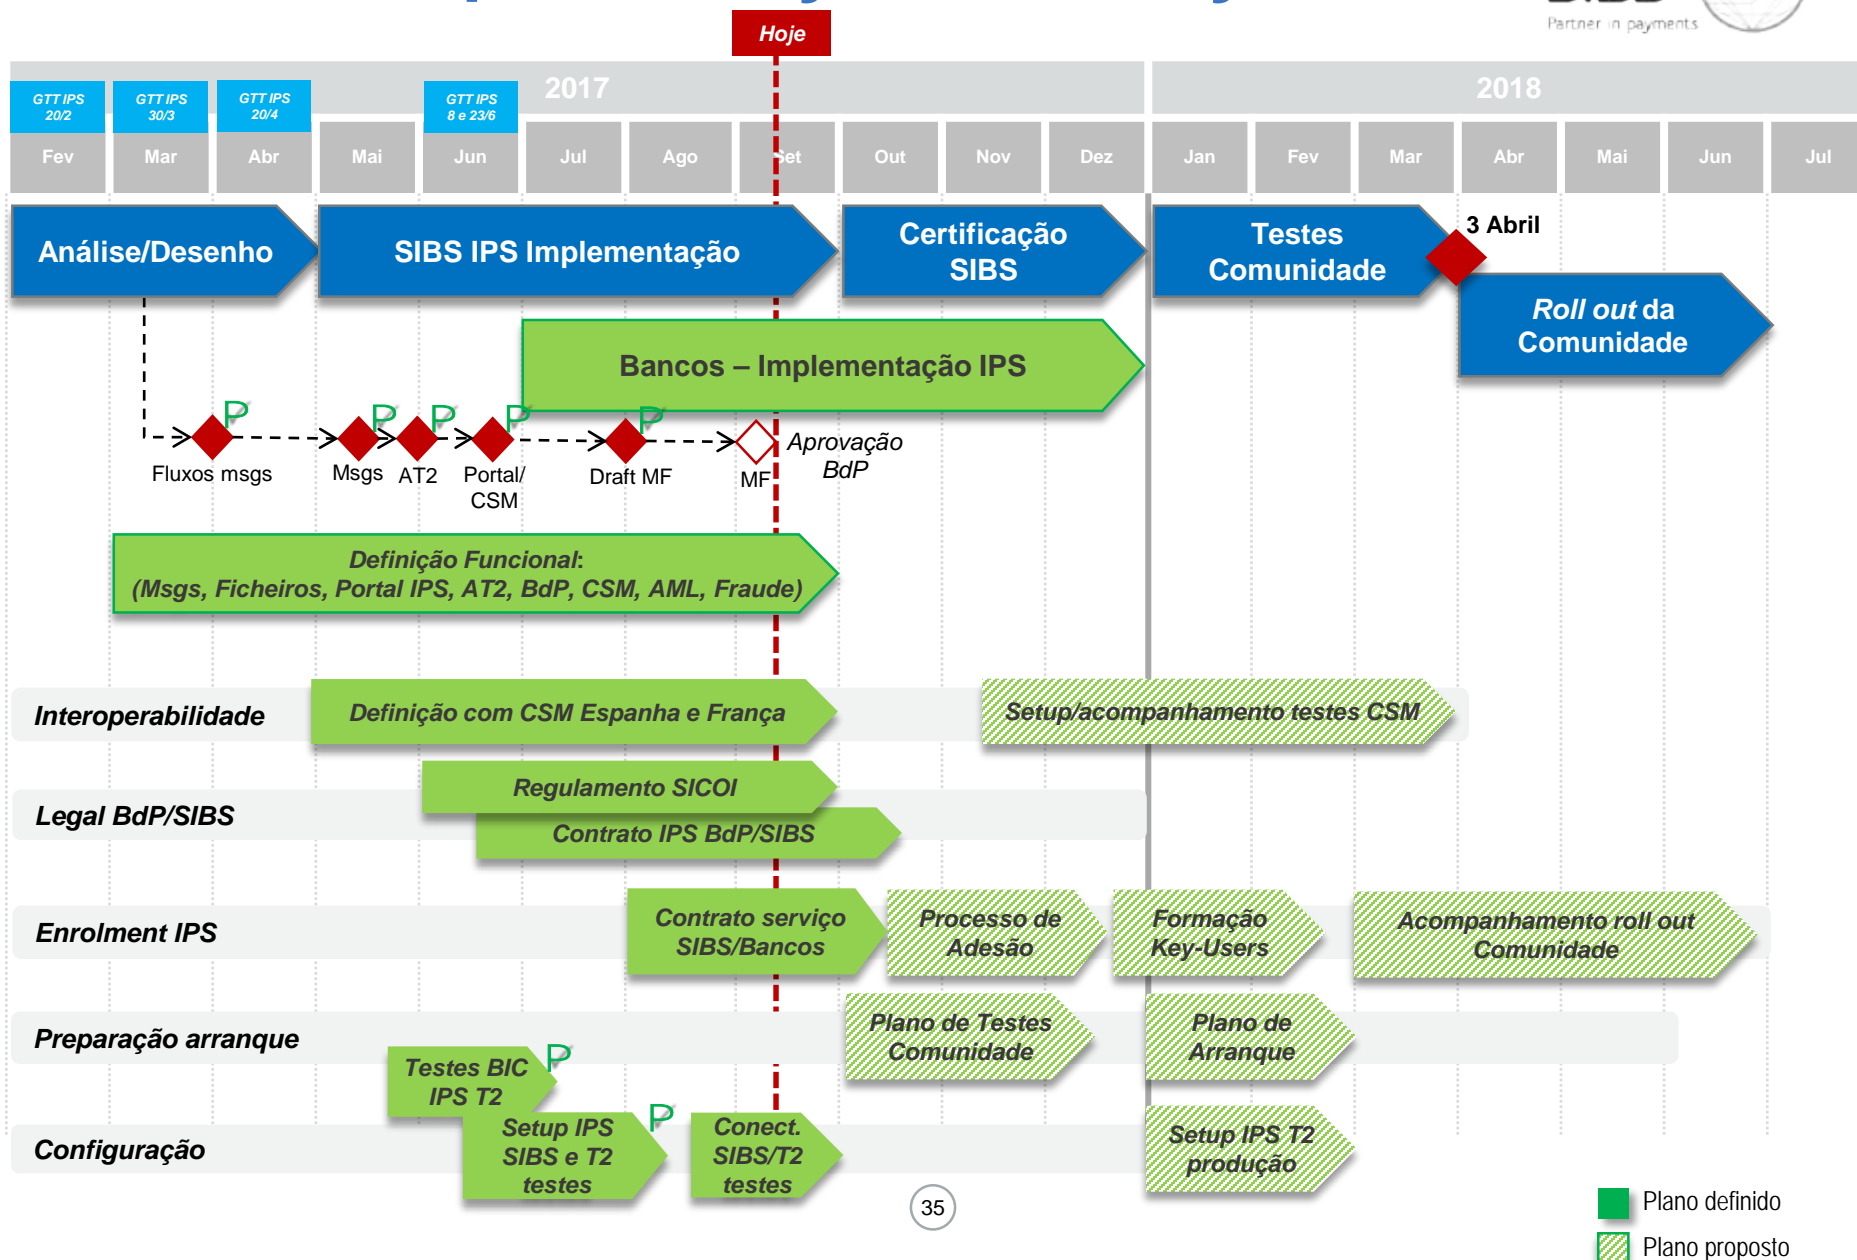 Partner in payments
Hoje
2017
2018
GTT IPS
20/2
GTT IPS
30/3
GTT IPS
20/4
GTT IPS
8 e 23/6
Fev
Mar
Abr
Mai
Jun
Jul
Ago
Set
Out
Nov
Dez
Jan
Fev
Mar
Abr
Mai
Jun
Jul
Análise/Desenho
SIBS IPS Implementação
Certificação
SIBS
Testes
Comunidade
3 Abril
Roll out da
Comunidade
Bancos – Implementação IPS
P
P
P
P
P
Fluxos msgs
Msgs
AT2
Portal/
CSM
Draft MF
MF
Aprovação
BdP
Definição Funcional:
(Msgs, Ficheiros, Portal IPS, AT2, BdP, CSM, AML, Fraude)
Interoperabilidade
Definição com CSM Espanha e França
Setup/acompanhamento testes CSM
Legal BdP/SIBS
Regulamento SICOI
Contrato IPS BdP/SIBS
Enrolment IPS
Contrato serviço
SIBS/Bancos
Processo de
Adesão
Formação
Key-Users
Acompanhamento roll out
Comunidade
Preparação arranque
Plano de Testes
Comunidade
Plano de
Arranque
Testes BIC
IPS T2
P
Configuração
Setup IPS
SIBS e T2
testes
P
Conect.
SIBS/T2
testes
Setup IPS T2
produção
35
Plano definido
Plano proposto